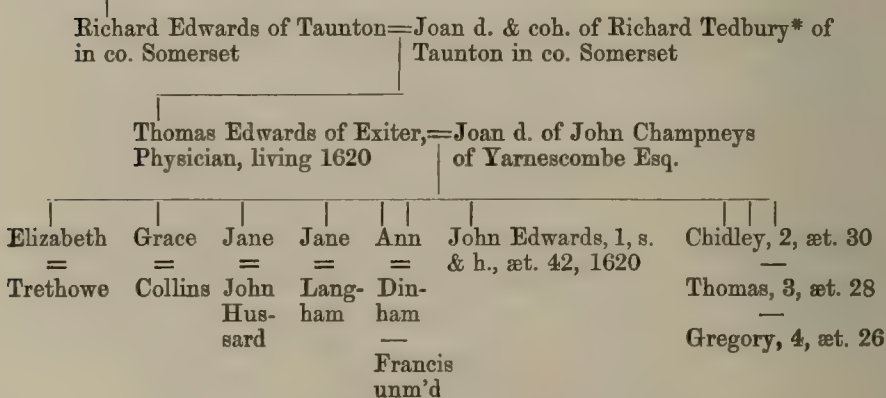 Richard Edwards of Taunton=Joan d. & coh. of Richard Tedbury* of
in co. Somerset Taunton in co. Somerset
Thomas Edwards of Exiter,=Joan d. of John Champneys
Physician, living 1620 of Yarnescombe Esq.
Elizabeth Grace Jane Jane Ann John Edwards, 1, s. Chidley, 2, æt. 30
= = = = = & h., æt. 42, 1620 —
Trethowe Collins John Lang- Din- Thomas, 3, æt. 28
Hus- ham ham —
sard — Gregory, 4, æt. 26
Francis
unm'd